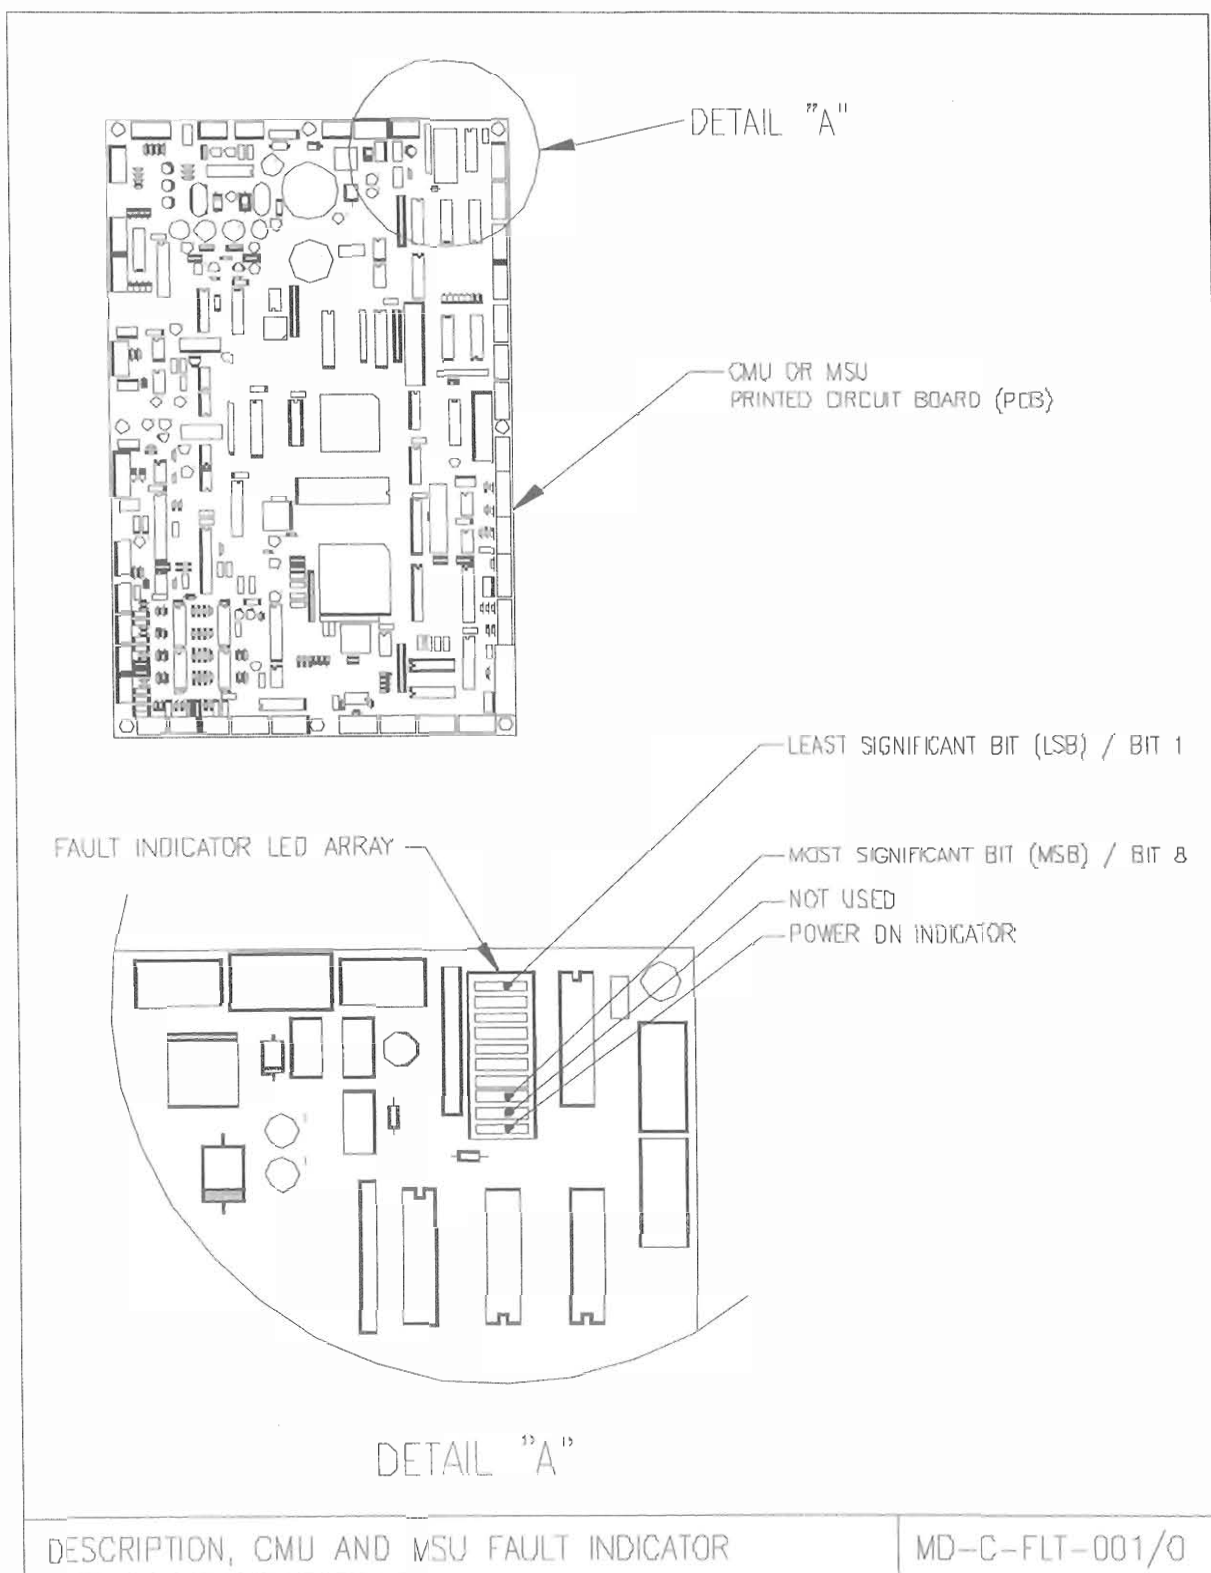 DETAIL "A"
CMU OR MSU
PRINTED CIRCUIT BOARD (PCB)
LEAST SIGNIFICANT BIT (LSB) / BIT 1
FAULT INDICATOR LED ARRAY
MOST SIGNIFICANT BIT (MSB) / BIT 8
NOT USED
POWER ON INDICATOR
DETAIL "A"
DESCRIPTION, CMU AND MSU FAULT INDICATOR
MD-C-FLT-001/0